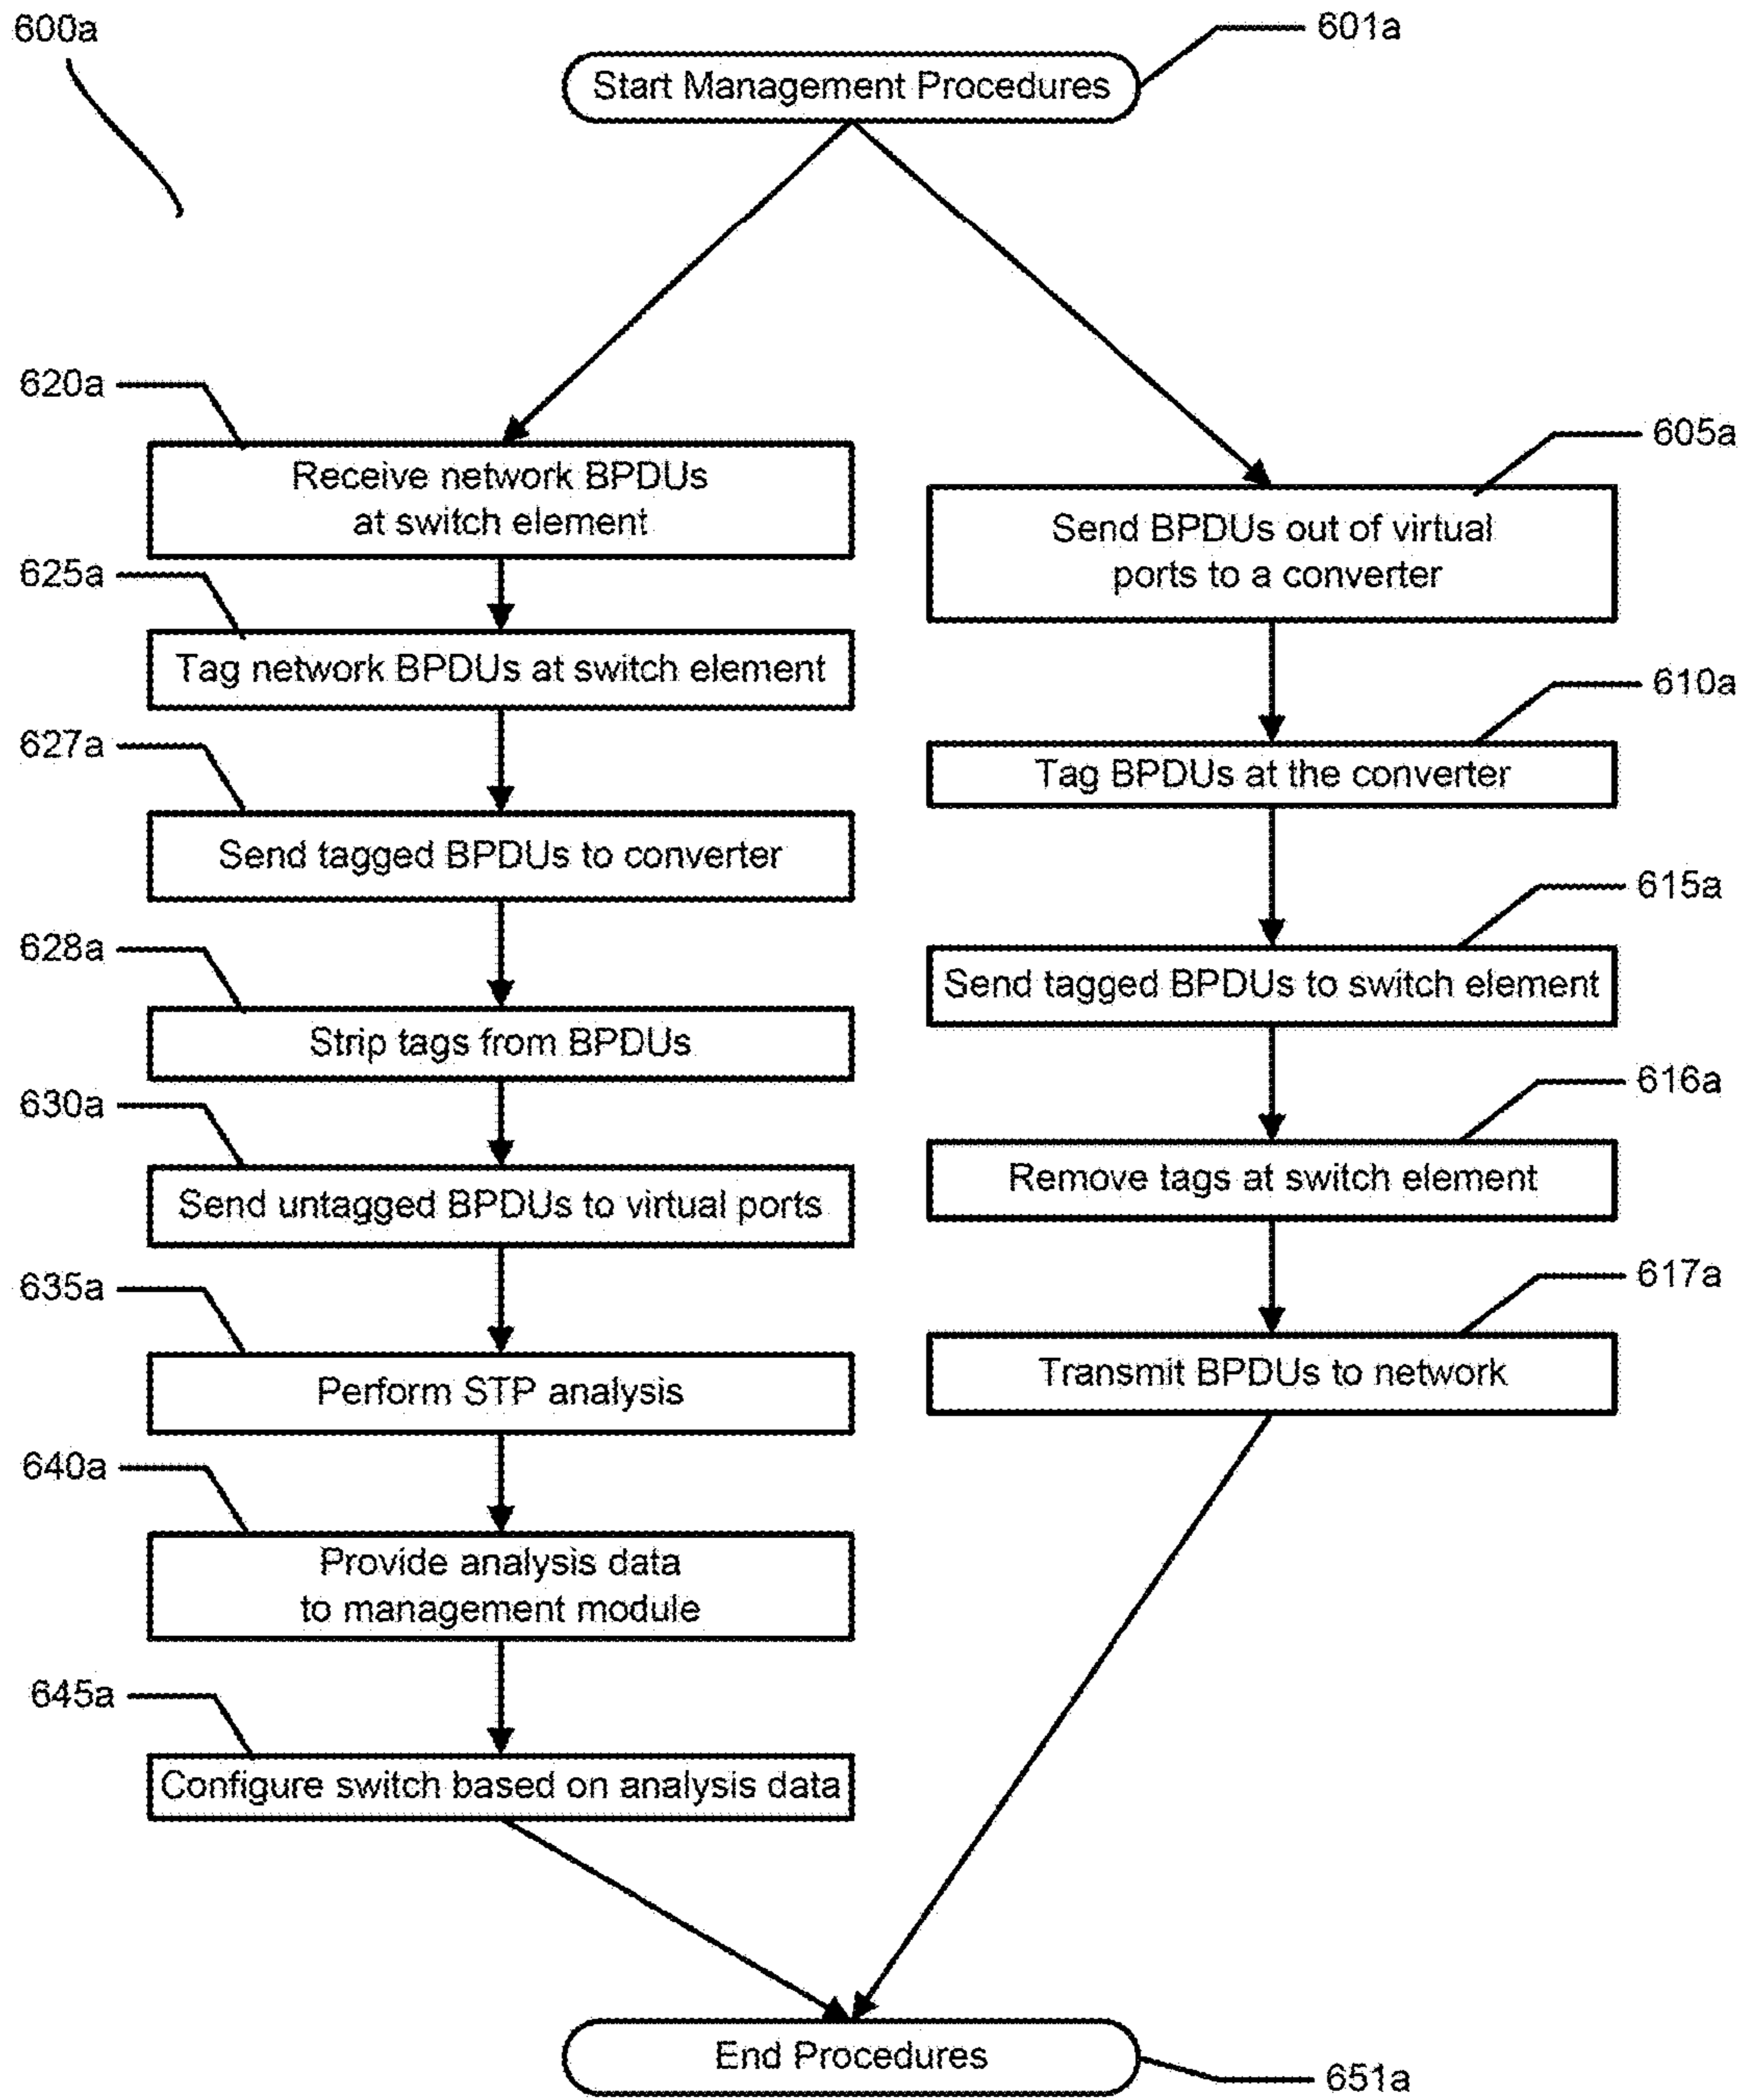 600a
601a
Start Management Procedures
620a
Receive network BPDUs
at switch element
625a
Tag network BPDUs at switch element
627a
Send tagged BPDUs to converter
628a
Strip tags from BPDUs
630a
Send untagged BPDUs to virtual ports
635a
Perform STP analysis
640a
Provide analysis data
to management module
645a
Configure switch based on analysis data
605a
Send BPDUs out of virtual
ports to a converter
610a
Tag BPDUs at the converter
615a
Send tagged BPDUs to switch element
616a
Remove tags at switch element
617a
Transmit BPDUs to network
End Procedures
651a